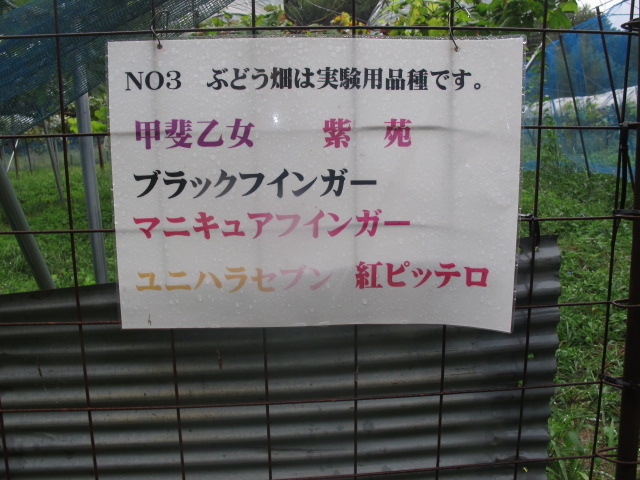 NO3 ぶどう畑は実験用品種です。
甲斐乙女 紫苑
ブラックフインガー
マニキュアフインガー
ユニハラセブン 紅ピッテロ